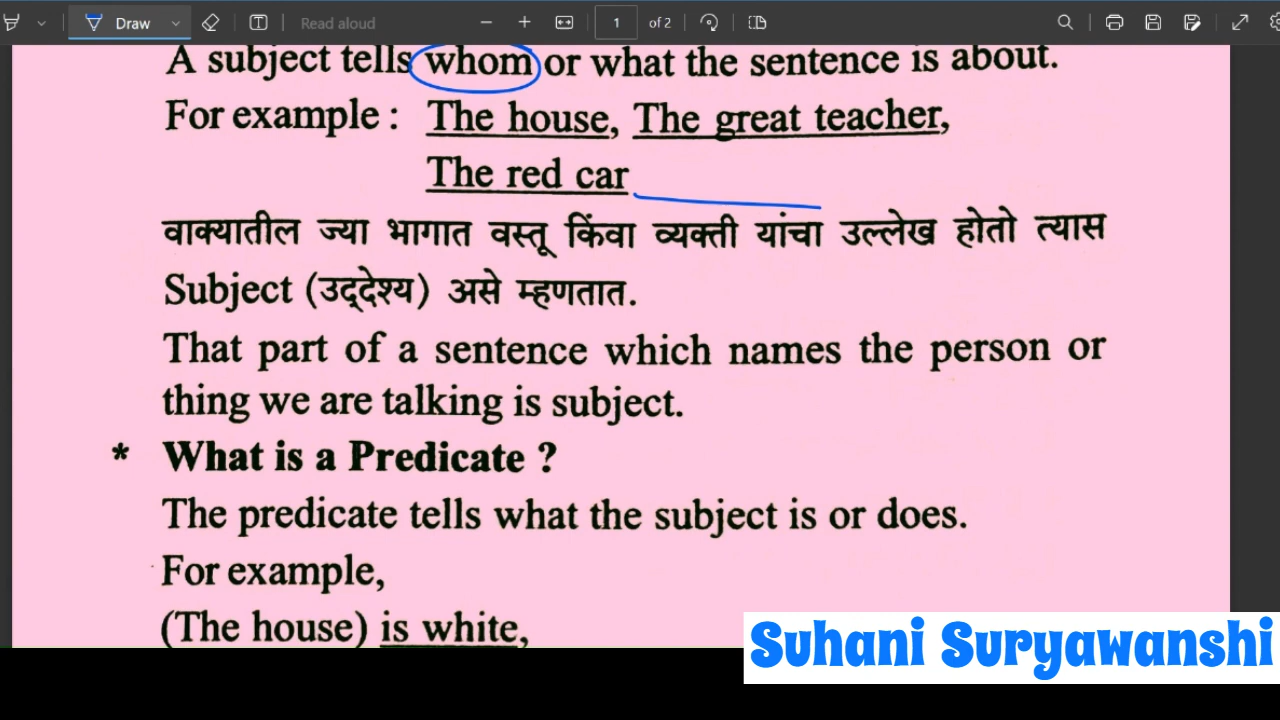 Draw
Read aloud
1
of 2
A subject tells whom or what the sentence is about.
For example : The house, The great teacher,
The red car
वाक्यातील ज्या भागात वस्तू किंवा व्यक्ती यांचा उल्लेख होतो त्यास
Subject (उद्देश्य) असे म्हणतात.
That part of a sentence which names the person or
thing we are talking is subject.
* What is a Predicate ?
The predicate tells what the subject is or does.
For example,
(The house) is white,
Suhani Suryawanshi